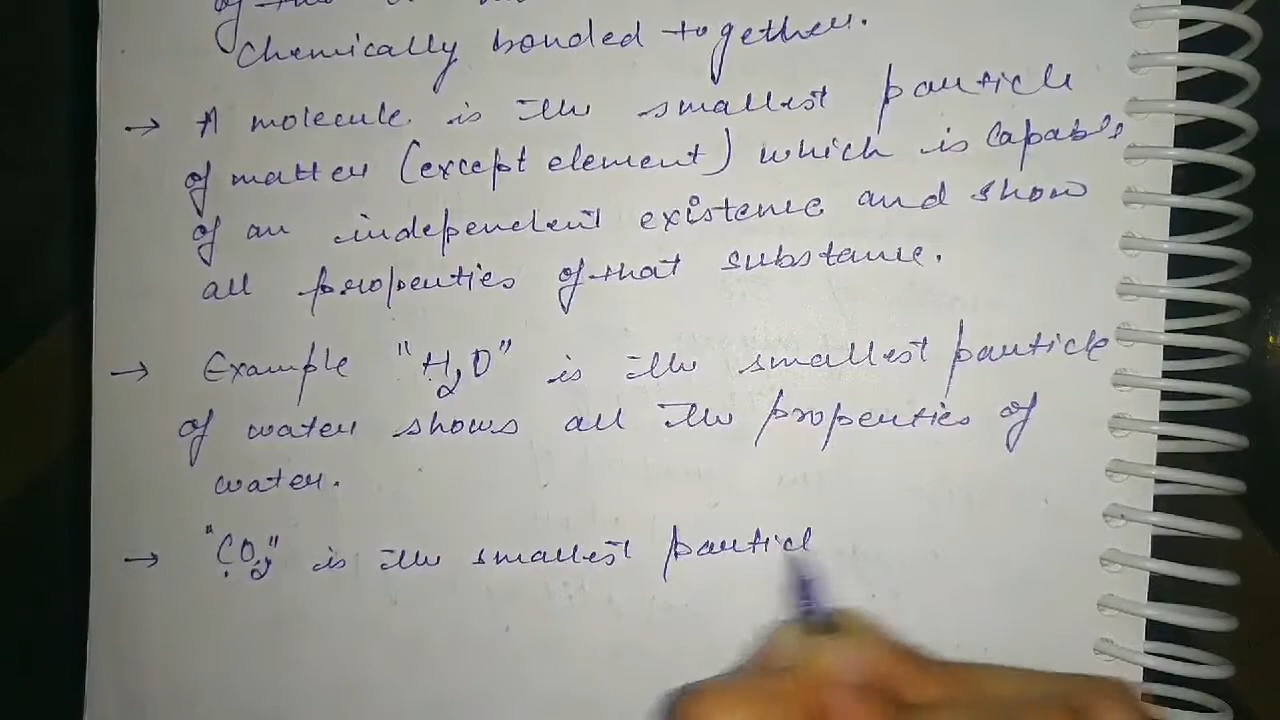 Chemically bonded together.
→ A molecule is the smallest particle
of matter (except element) which is capable
of an independent existence and show
all properties of that substance.
→ Example "H₂O" is the smallest particle
of water shows all the properties of
water.
→ "CO₂" is the smallest particl